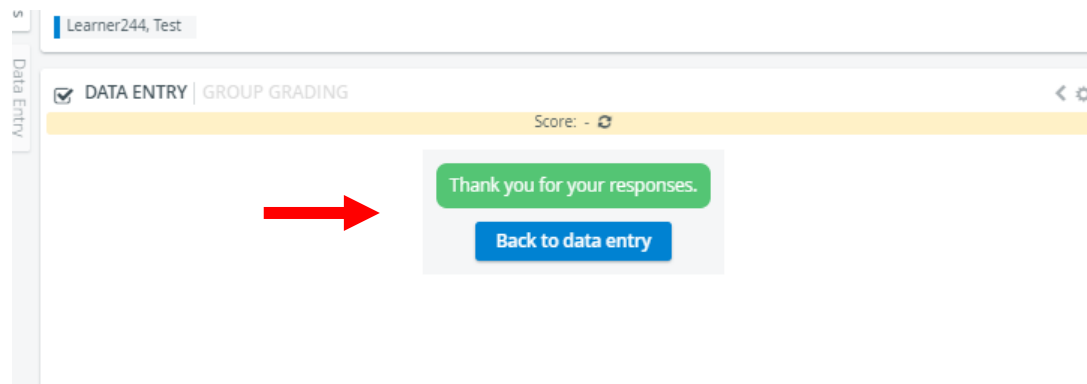 Learner244, Test
Data Entry
DATA ENTRY | GROUP GRADING
Score: -
Thank you for your responses.
Back to data entry